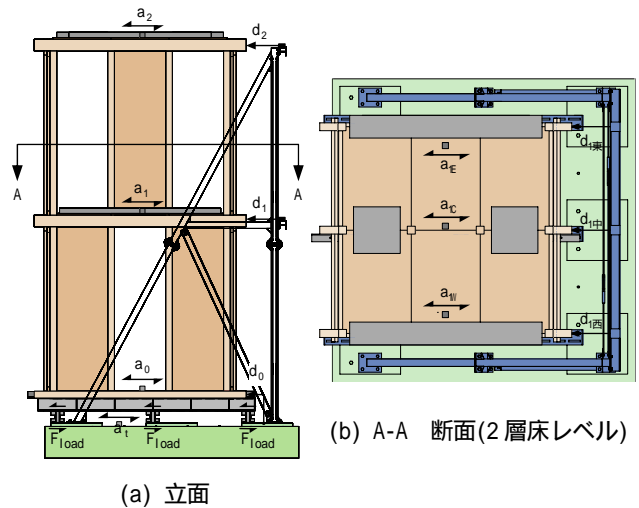 a2
d2
A
A
a1
d1
a0
d0
at
Fload
Fload
Fload
(a) 立面
d1東
a1E
a1C
d1中
a1W
d1西
(b) A-A 断面(2層床レベル)